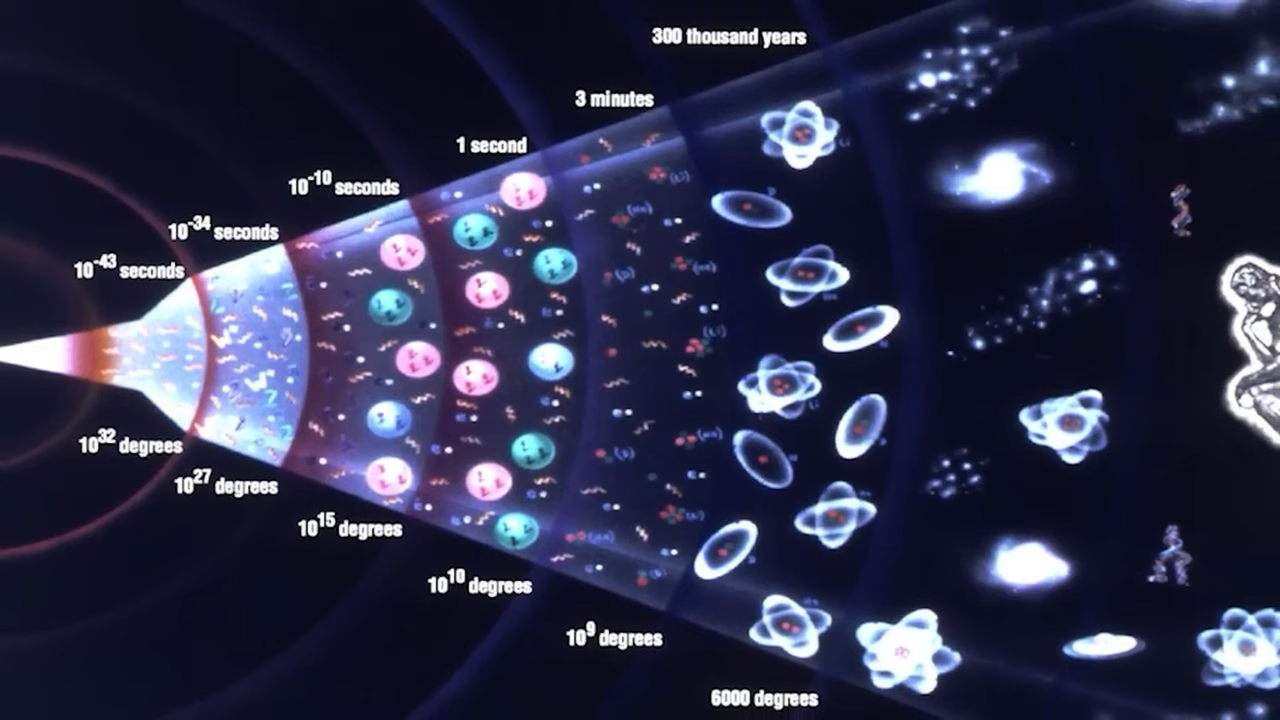 300 thousand years
3 minutes
1 second
10⁻¹⁰ seconds
10⁻³⁴ seconds
10⁻⁴³ seconds
10³² degrees
10²⁷ degrees
10¹⁵ degrees
10¹⁰ degrees
10⁹ degrees
6000 degrees